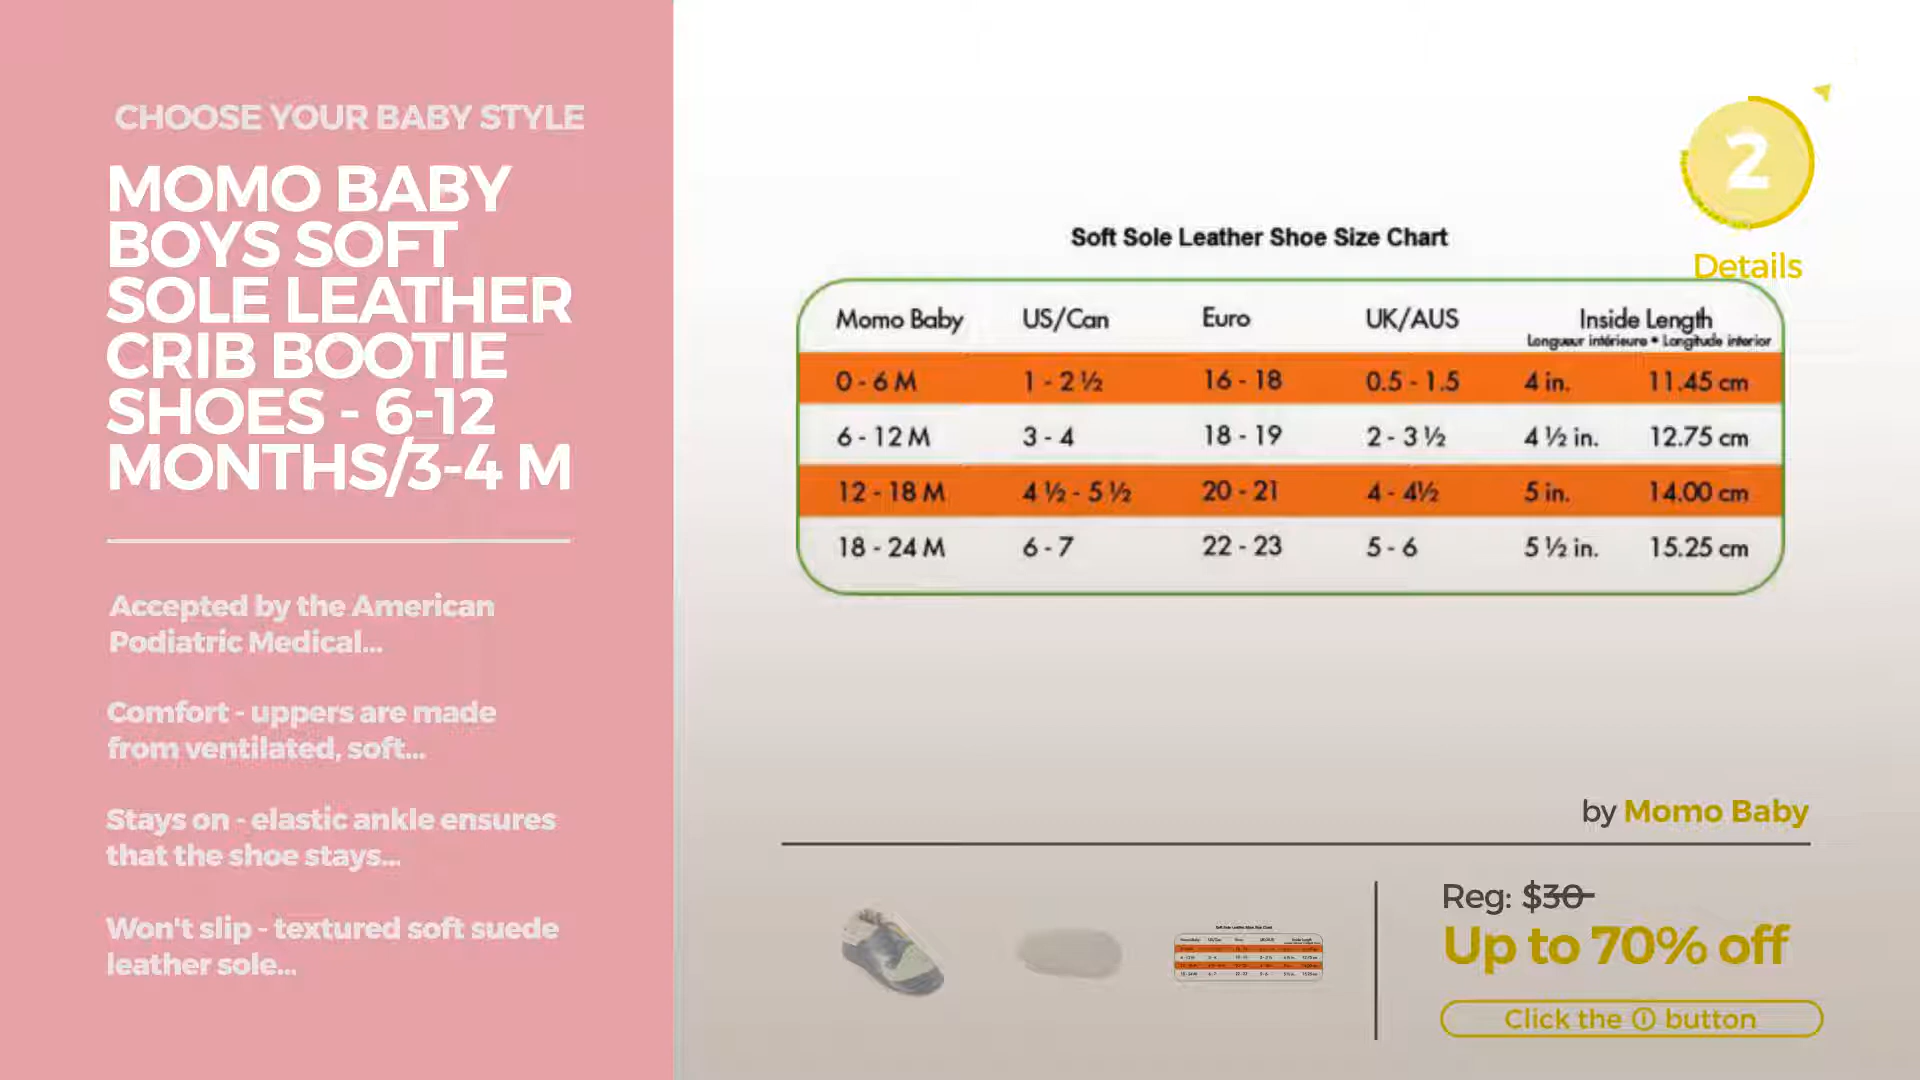 CHOOSE YOUR BABY STYLE
MOMO BABY
BOYS SOFT
SOLE LEATHER
CRIB BOOTIE
SHOES - 6-12
MONTHS/3-4 M
Accepted by the American
Podiatric Medical...
Comfort - uppers are made
from ventilated, soft...
Stays on - elastic ankle ensures
that the shoe stays...
Won't slip - textured soft suede
leather sole...
2
Details
Soft Sole Leather Shoe Size Chart
Momo Baby US/Can Euro UK/AUS Inside Length
Longueur intérieure • Longitude interior
0 - 6 M 1 - 2 ½ 16 - 18 0.5 - 1.5 4 in. 11.45 cm
6 - 12 M 3 - 4 18 - 19 2 - 3 ½ 4 ½ in. 12.75 cm
12 - 18 M 4 ½ - 5 ½ 20 - 21 4 - 4½ 5 in. 14.00 cm
18 - 24 M 6 - 7 22 - 23 5 - 6 5 ½ in. 15.25 cm
by Momo Baby
Reg: $30
Up to 70% off
Click the ⓘ button